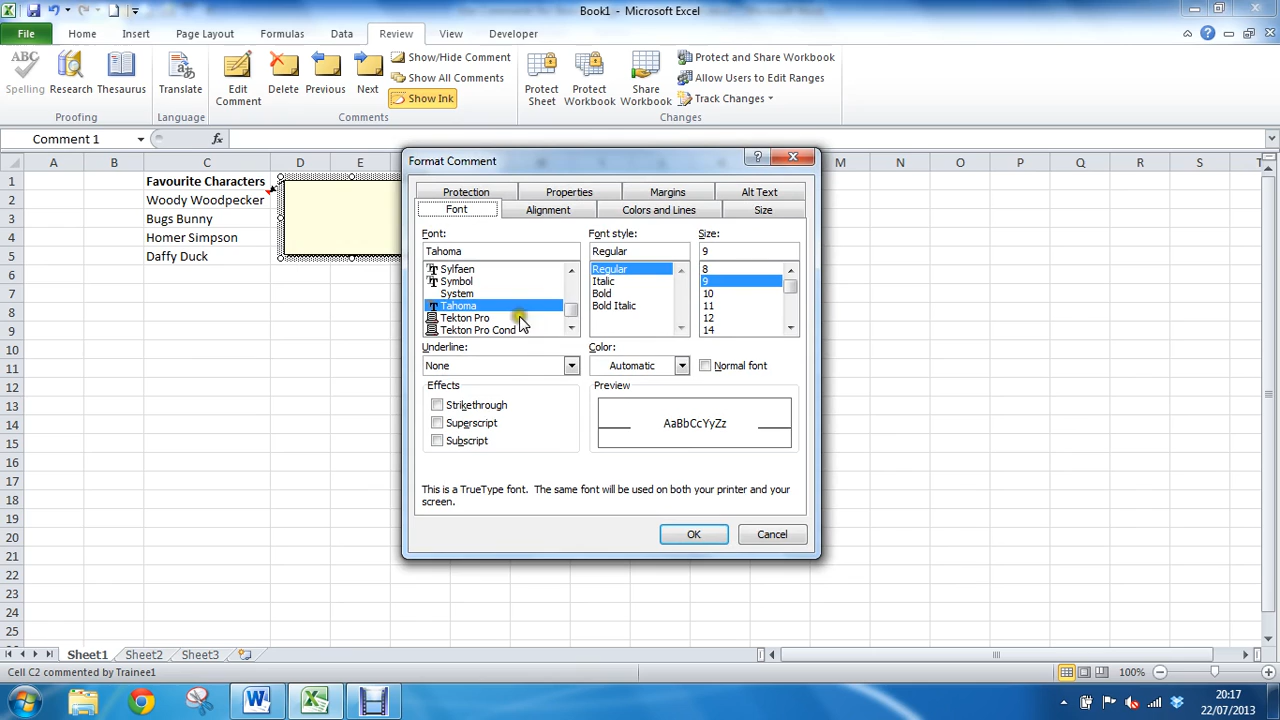 Book1 - Microsoft Excel
File Home Insert Page Layout Formulas Data Review View Developer
ABC
Spelling Research Thesaurus
Proofing
Translate
Language
Edit Comment
Delete Previous Next
Show/Hide Comment
Show All Comments
Show Ink
Comments
Protect Sheet
Protect Workbook
Share Workbook
Protect and Share Workbook
Allow Users to Edit Ranges
Track Changes
Changes
Comment 1 fx
A B C D E M N O P Q R S T
1 Favourite Characters
2 Woody Woodpecker
3 Bugs Bunny
4 Homer Simpson
5 Daffy Duck
6
7
8
9
10
11
12
13
14
15
16
17
18
19
20
21
22
23
24
25
Format Comment
Protection Properties Margins Alt Text
Font Alignment Colors and Lines Size
Font: Font style: Size:
Tahoma Regular 9
Sylfaen Regular 8
Symbol Italic 9
System Bold 10
Tahoma Bold Italic 11
Tekton Pro 12
Tekton Pro Cond 14
Underline: Color:
None Automatic Normal font
Effects Preview
Strikethrough
Superscript AaBbCcYyZz
Subscript
This is a TrueType font. The same font will be used on both your printer and your
screen.
OK Cancel
Sheet1 Sheet2 Sheet3
Cell C2 commented by Trainee1 100%
20:17
22/07/2013